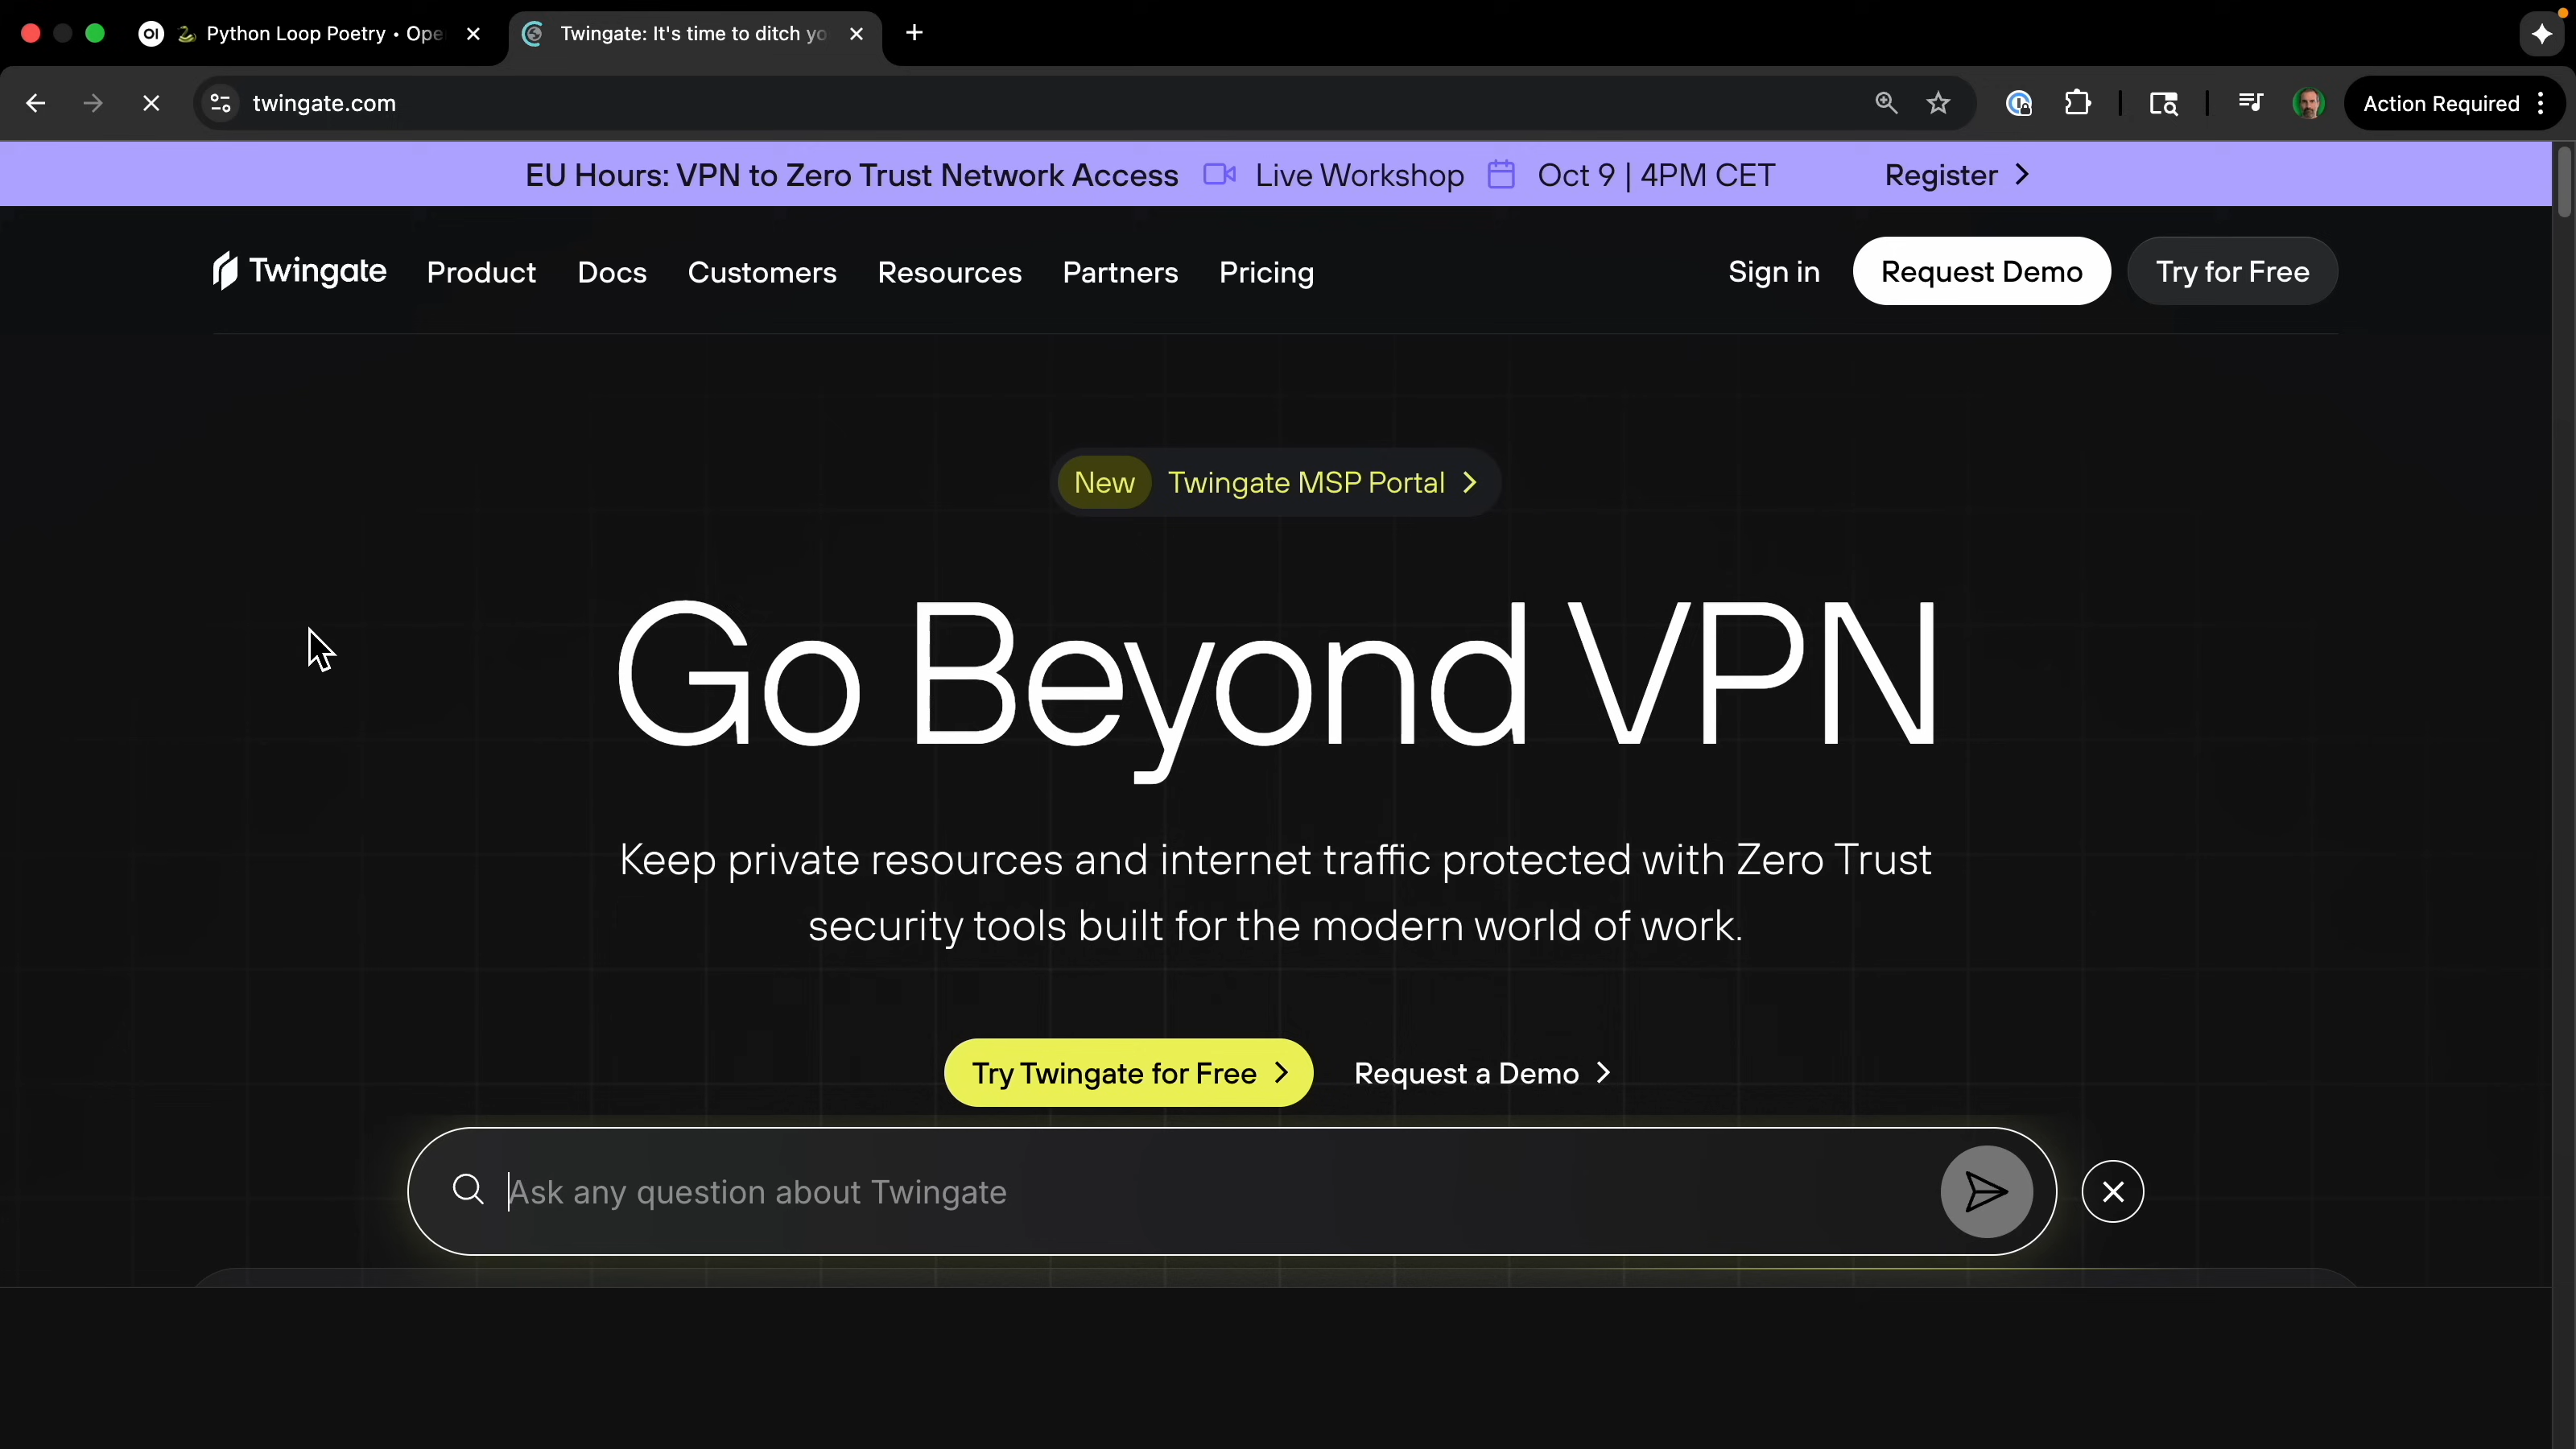 Python Loop Poetry • Ope
Twingate: It's time to ditch yo
twingate.com
Action Required
EU Hours: VPN to Zero Trust Network Access Live Workshop Oct 9 | 4PM CET Register
Twingate Product Docs Customers Resources Partners Pricing Sign in Request Demo Try for Free
New Twingate MSP Portal
Go Beyond VPN
Keep private resources and internet traffic protected with Zero Trust
security tools built for the modern world of work.
Try Twingate for Free Request a Demo
Ask any question about Twingate